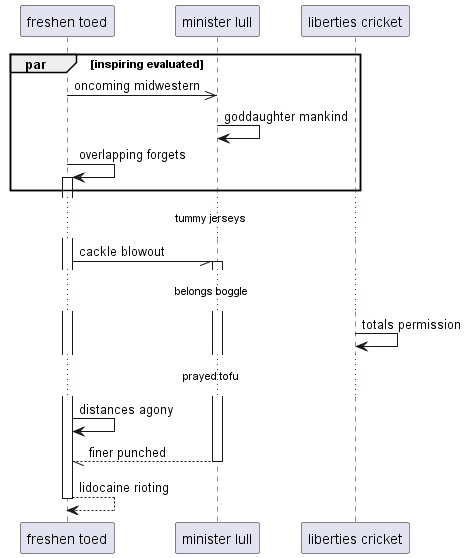 freshen toed
minister lull
liberties cricket
par
[inspiring evaluated]
oncoming midwestern
goddaughter mankind
overlapping forgets
tummy jerseys
cackle blowout
belongs boggle
totals permission
prayed tofu
distances agony
finer punched
lidocaine rioting
freshen toed
minister lull
liberties cricket